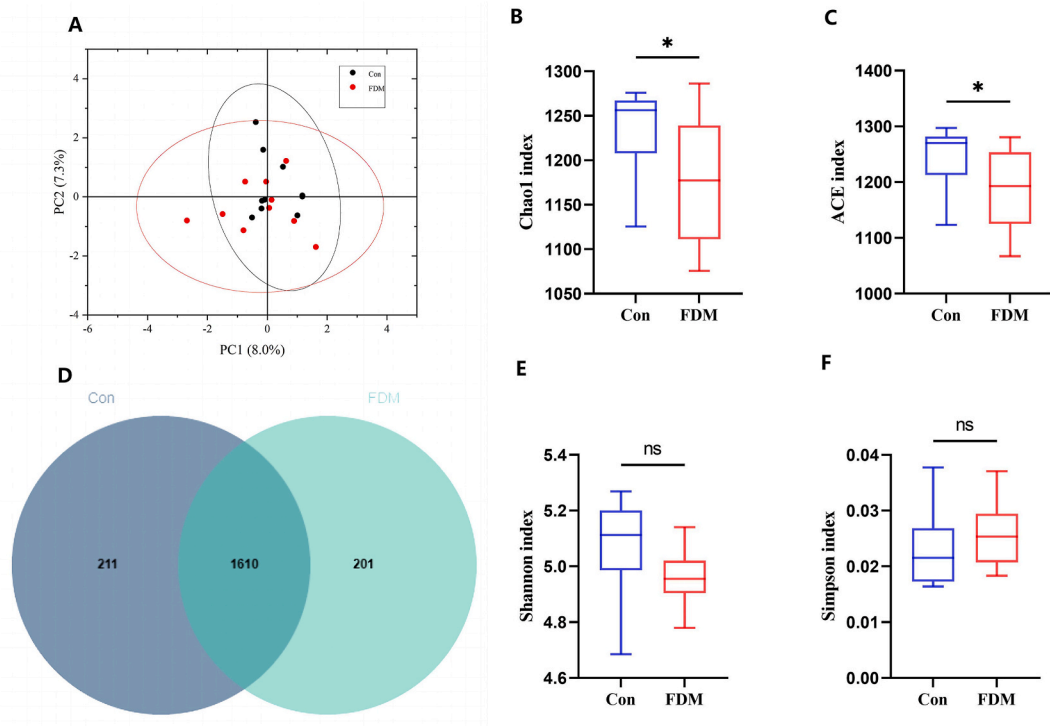 A
PC2 (7.3%)
4
2
0
-2
-4
-6
-4
-2
0
2
4
PC1 (8.0%)
Con
FDM
B
*
Chao1 index
1300
1250
1200
1150
1100
1050
Con
FDM
C
*
ACE index
1400
1300
1200
1100
1000
Con
FDM
D
Con
FDM
211
1610
201
E
ns
Shannon index
5.4
5.2
5.0
4.8
4.6
Con
FDM
F
ns
Simpson index
0.04
0.03
0.02
0.01
0.00
Con
FDM